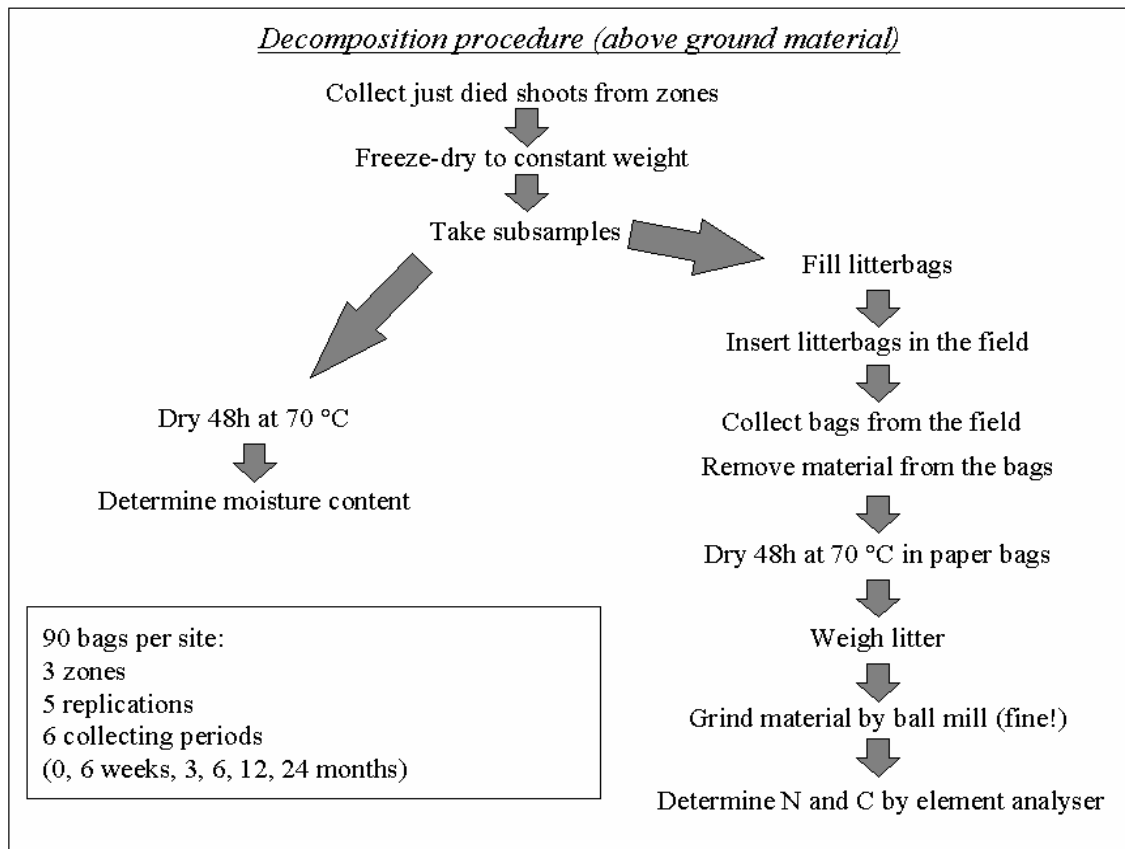 Decomposition procedure (above ground material)
Collect just died shoots from zones
Freeze-dry to constant weight
Take subsamples
Dry 48h at 70 °C
Determine moisture content
Fill litterbags
Insert litterbags in the field
Collect bags from the field
Remove material from the bags
Dry 48h at 70 °C in paper bags
Weigh litter
Grind material by ball mill (fine!)
Determine N and C by element analyser
90 bags per site:
3 zones
5 replications
6 collecting periods
(0, 6 weeks, 3, 6, 12, 24 months)